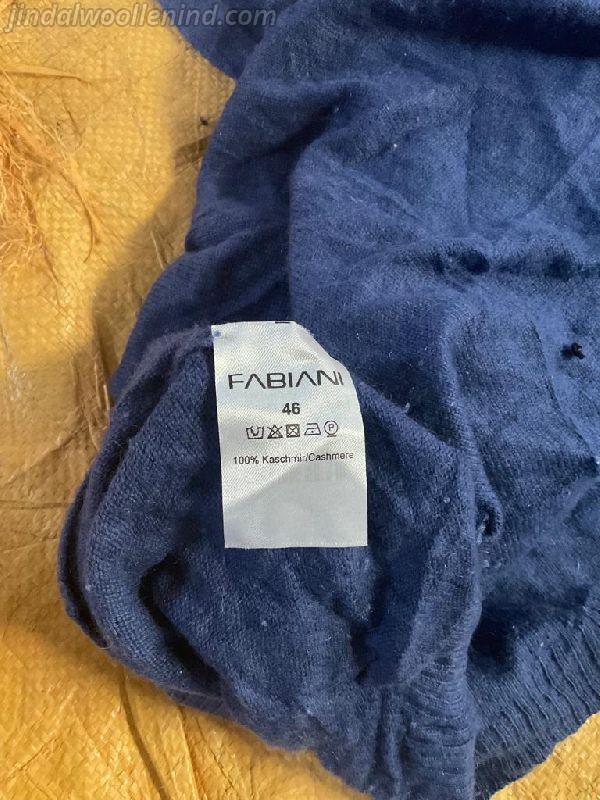 jindalwoollenind.com
FABIANI
46
100% Kaschmir/Cashmere